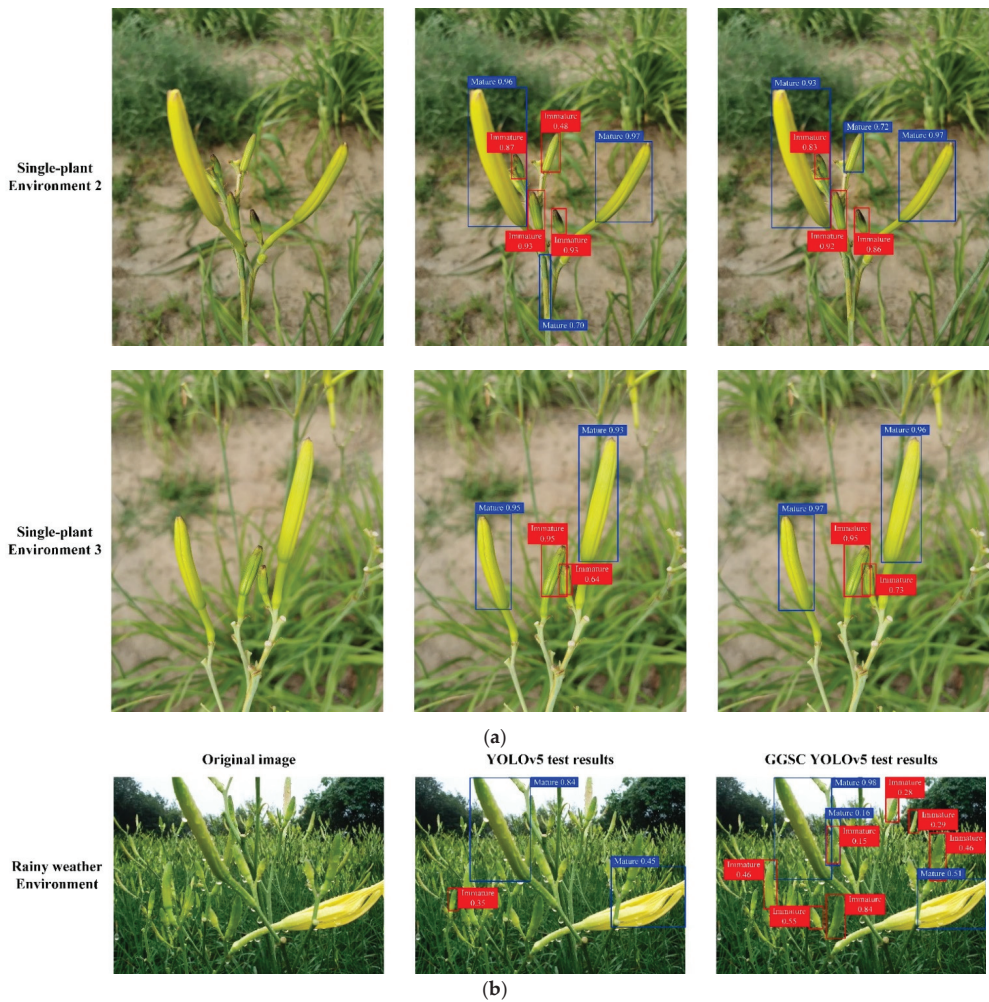 Single-plant
Environment 2
Mature 0.96
Immature
0.87
Immature
0.48
Mature 0.97
Immature
0.93
Immature
0.93
Mature 0.70
Mature 0.93
Immature
0.83
Mature 0.72
Mature 0.97
Immature
0.92
Immature
0.86
Single-plant
Environment 3
Mature 0.95
Immature
0.95
Mature 0.93
Immature
0.64
Mature 0.97
Immature
0.95
Mature 0.96
Immature
0.73
(a)
Original image
YOLOv5 test results
GGSC YOLOv5 test results
Rainy weather
Environment
Mature 0.84
Immature
0.35
Mature 0.45
Mature 0.98
Mature 0.16
Immature
0.15
Immature
0.28
Immature
0.29
Immature
0.46
Immature
0.46
Immature
0.55
Immature
0.84
Mature 0.51
(b)